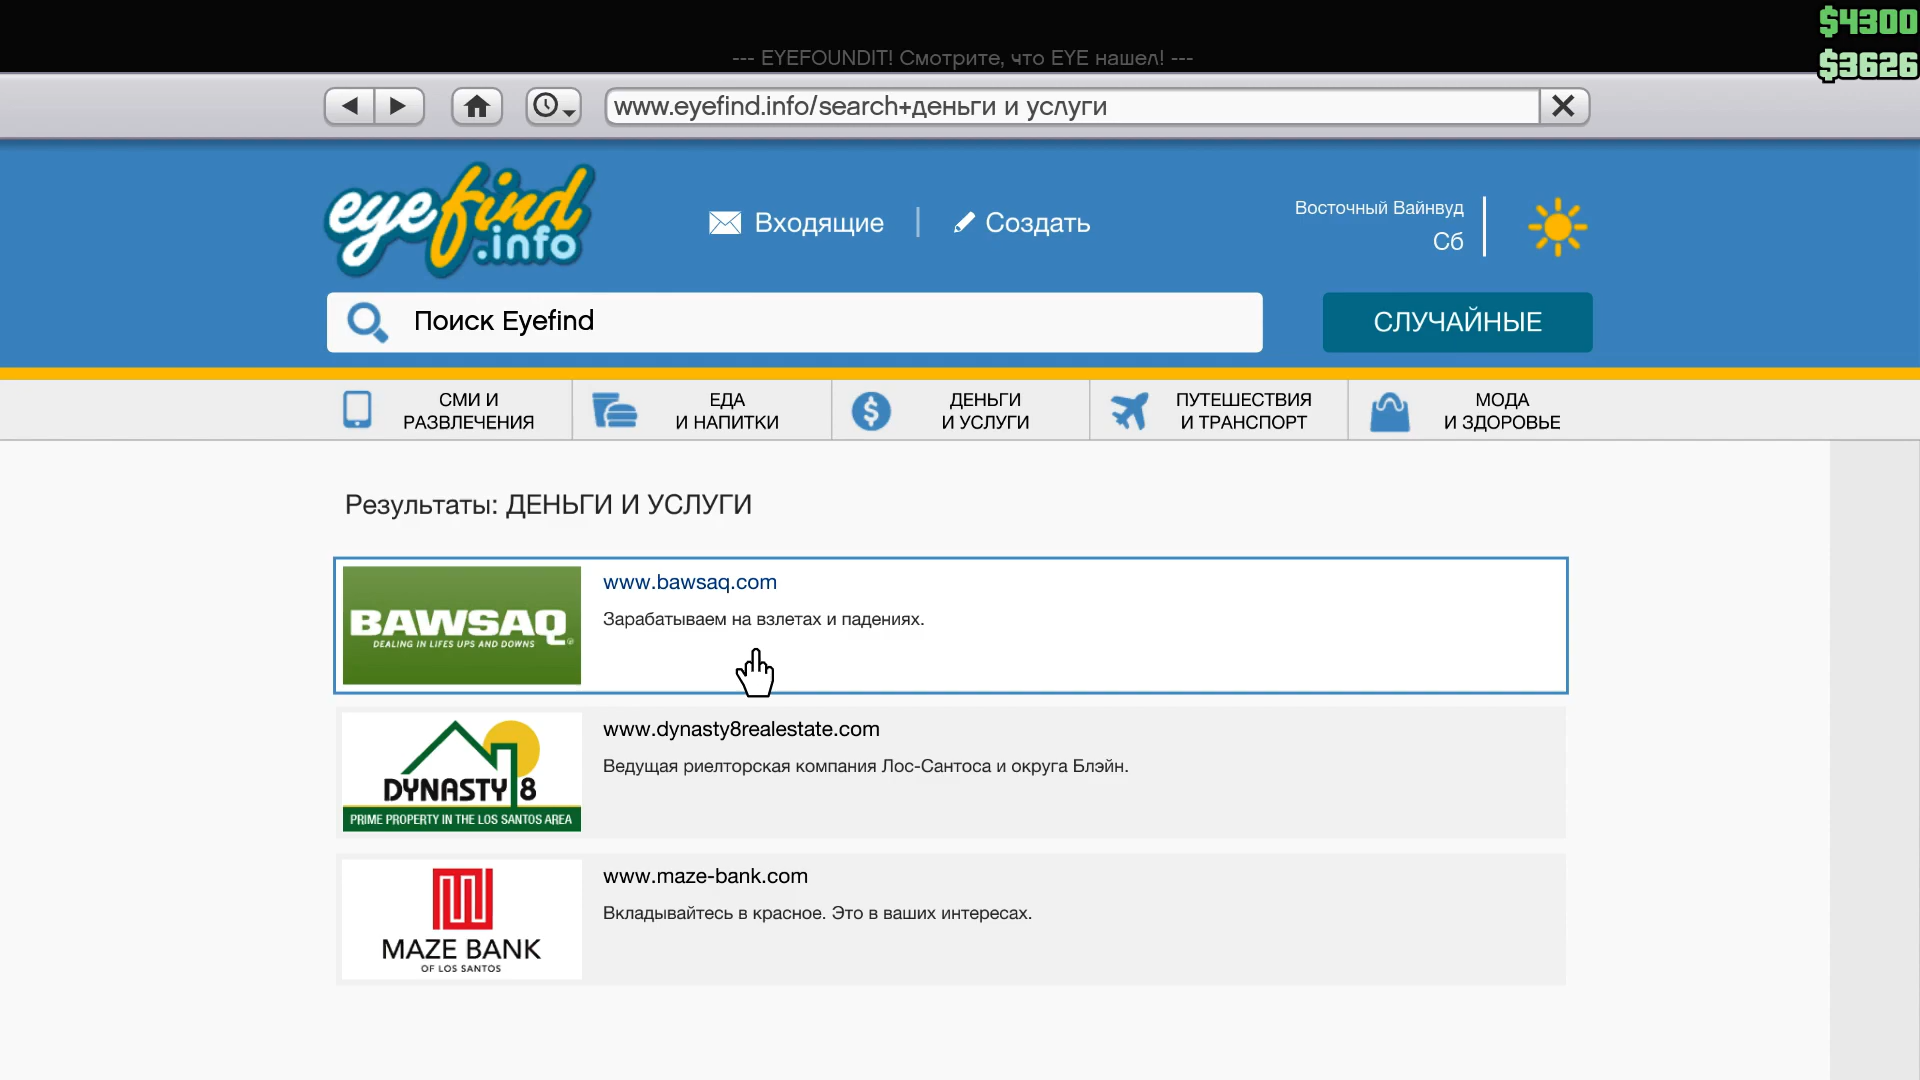 $4300
--- EYEFOUNDIT! Смотрите, что EYE нашел! ---
$3626
www.eyefind.info/search+деньги и услуги
eyefind
.info
Входящие
Создать
Восточный Вайнвуд
Сб
Поиск Eyefind
СЛУЧАЙНЫЕ
СМИ И
РАЗВЛЕЧЕНИЯ
ЕДА
И НАПИТКИ
ДЕНЬГИ
И УСЛУГИ
ПУТЕШЕСТВИЯ
И ТРАНСПОРТ
МОДА
И ЗДОРОВЬЕ
Результаты: ДЕНЬГИ И УСЛУГИ
BAWSAQ
DEALING IN LIFES UPS AND DOWNS
www.bawsaq.com
Зарабатываем на взлетах и падениях.
DYNASTY 8
PRIME PROPERTY IN THE LOS SANTOS AREA
www.dynasty8realestate.com
Ведущая риелторская компания Лос-Сантоса и округа Блэйн.
MAZE BANK
OF LOS SANTOS
www.maze-bank.com
Вкладывайтесь в красное. Это в ваших интересах.